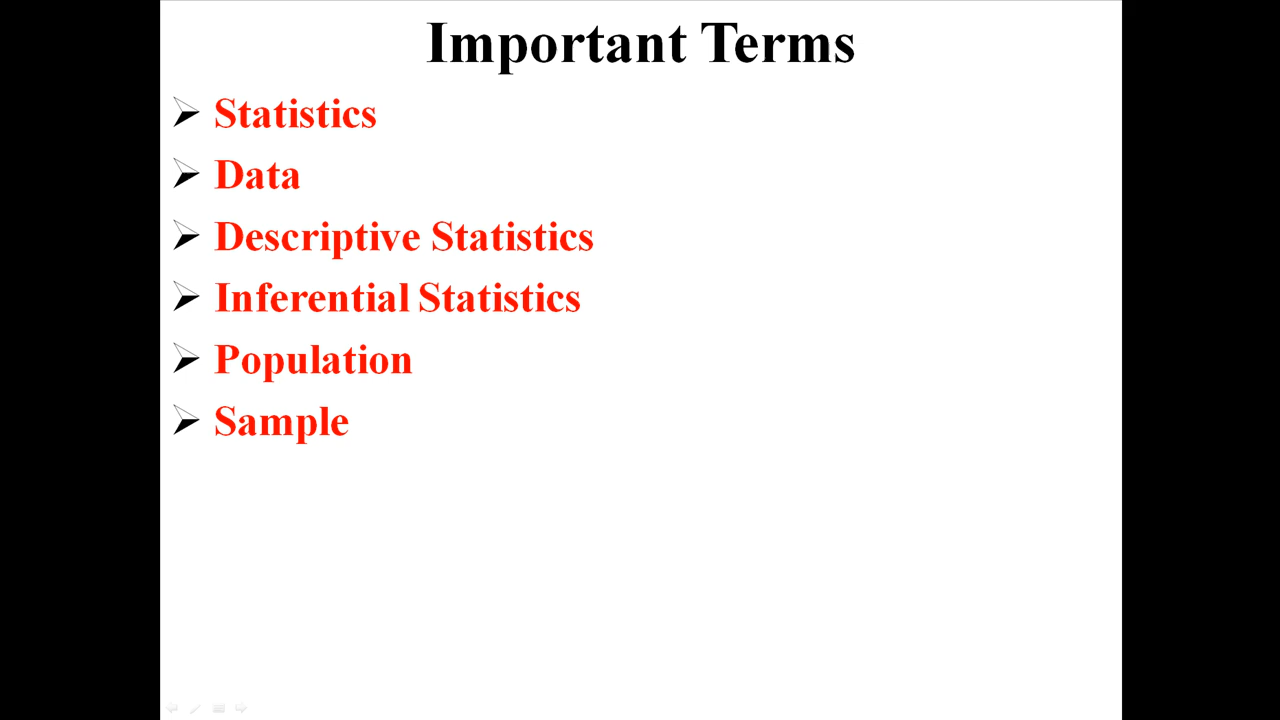 Important Terms
Statistics
Data
Descriptive Statistics
Inferential Statistics
Population
Sample